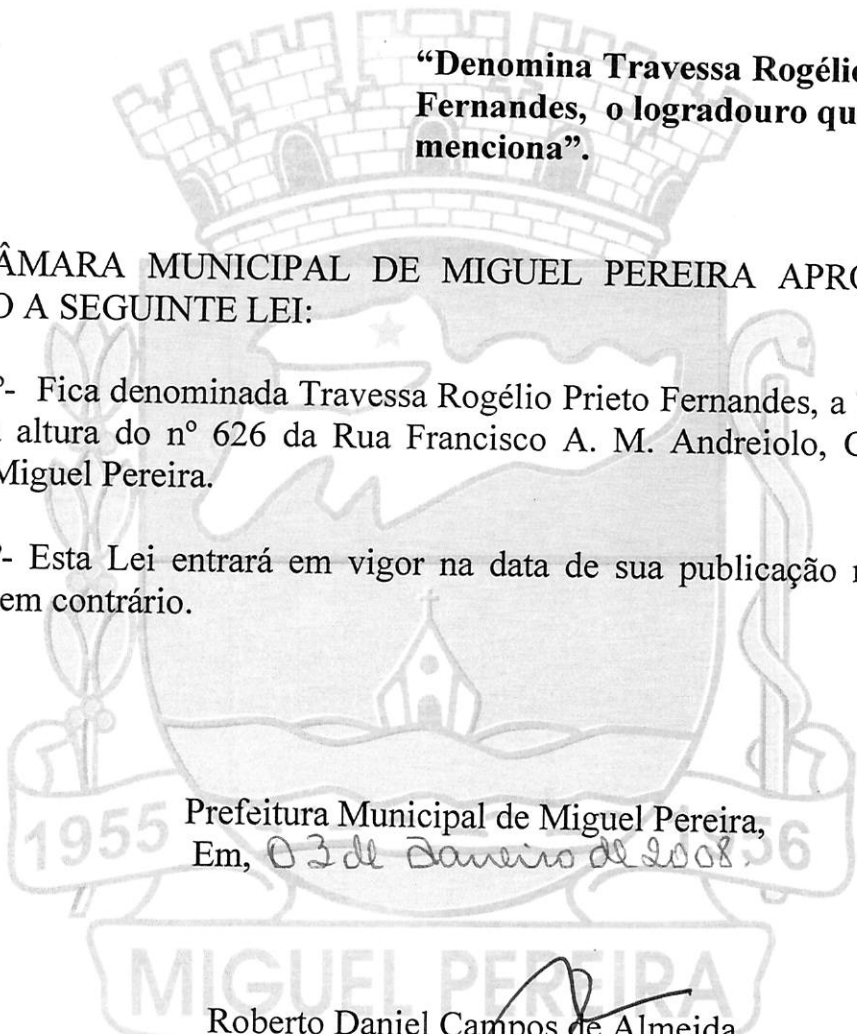 “Denomina Travessa Rogélio
Fernandes, o logradouro qu
menciona”.
ÂMARA MUNICIPAL DE MIGUEL PEREIRA APRO
O A SEGUINTE LEI:
º- Fica denominada Travessa Rogélio Prieto Fernandes, a
altura do nº 626 da Rua Francisco A. M. Andreiolo, C
Miguel Pereira.
º- Esta Lei entrará em vigor na data de sua publicação
em contrário.
Prefeitura Municipal de Miguel Pereira,
1955 Em, 03 de Janeiro de 2008. 56
MIGUEL PEREIRA
Roberto Daniel Campos de Almeida